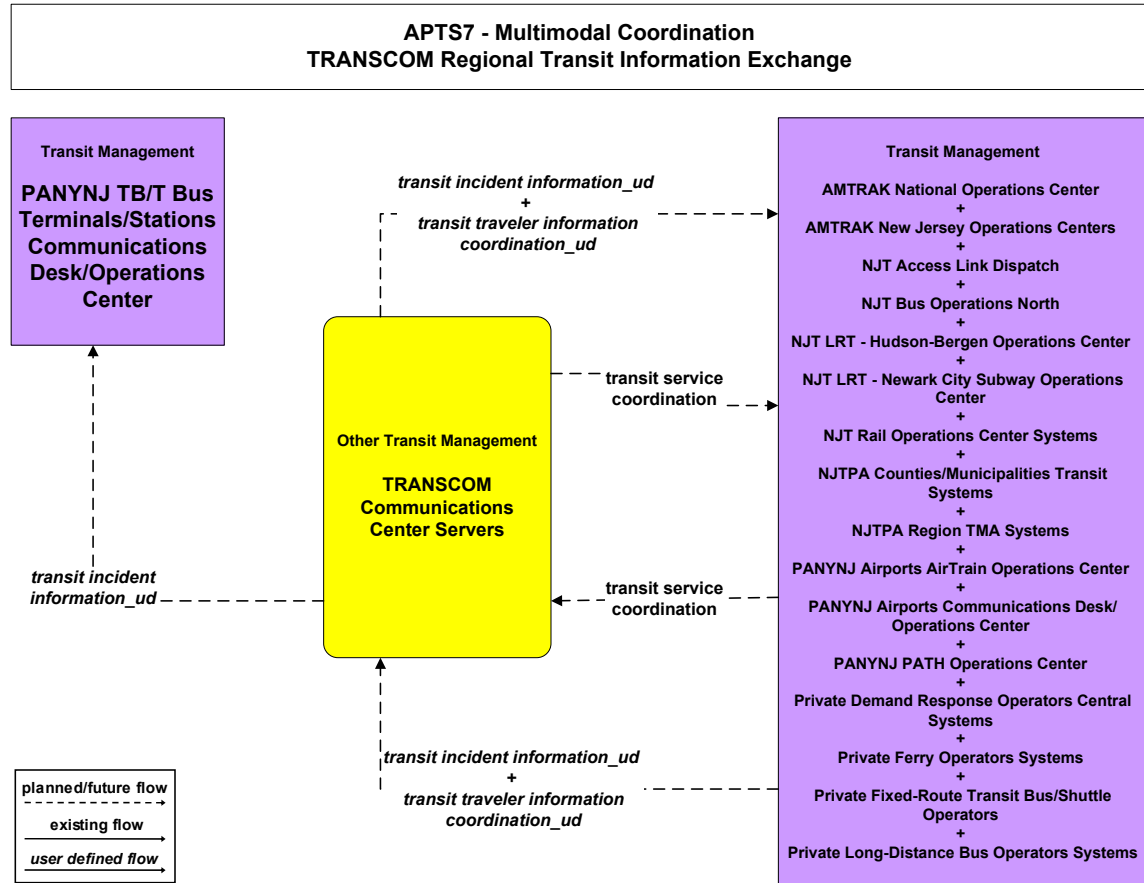 APTS7 - Multimodal Coordination
TRANSCOM Regional Transit Information Exchange
Transit Management
PANYNJ TB/T Bus
Terminals/Stations
Communications
Desk/Operations
Center
transit incident information_ud
+
transit traveler information
coordination_ud
transit service
coordination
Other Transit Management
TRANSCOM
Communications
Center Servers
transit incident
information_ud
transit service
coordination
transit incident information_ud
+
transit traveler information
coordination_ud
Transit Management
AMTRAK National Operations Center
+
AMTRAK New Jersey Operations Centers
+
NJT Access Link Dispatch
+
NJT Bus Operations North
+
NJT LRT - Hudson-Bergen Operations Center
+
NJT LRT - Newark City Subway Operations
Center
+
NJT Rail Operations Center Systems
+
NJTPA Counties/Municipalities Transit
Systems
+
NJTPA Region TMA Systems
+
PANYNJ Airports AirTrain Operations Center
+
PANYNJ Airports Communications Desk/
Operations Center
+
PANYNJ PATH Operations Center
+
Private Demand Response Operators Central
Systems
+
Private Ferry Operators Systems
+
Private Fixed-Route Transit Bus/Shuttle
Operators
+
Private Long-Distance Bus Operators Systems
planned/future flow
existing flow
user defined flow